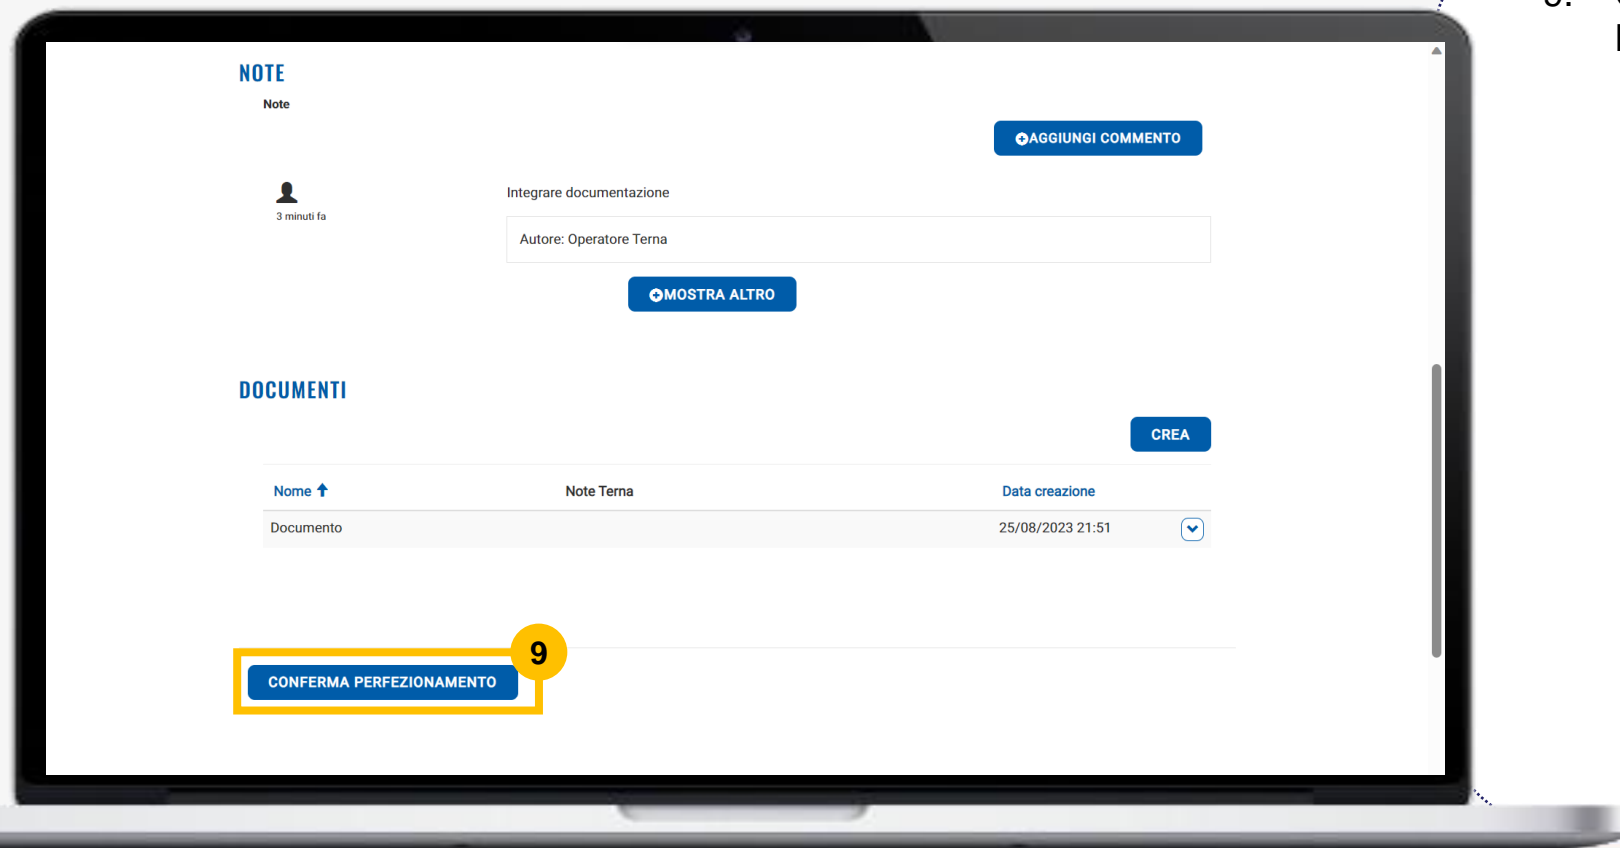 NOTE
Note
AGGIUNGI COMMENTO
Integrare documentazione
3 minuti fa
Autore: Operatore Terna
MOSTRA ALTRO
DOCUMENTI
CREA
Nome Note Terna Data creazione
Documento 25/08/2023 21:51
9
CONFERMA PERFEZIONAMENTO